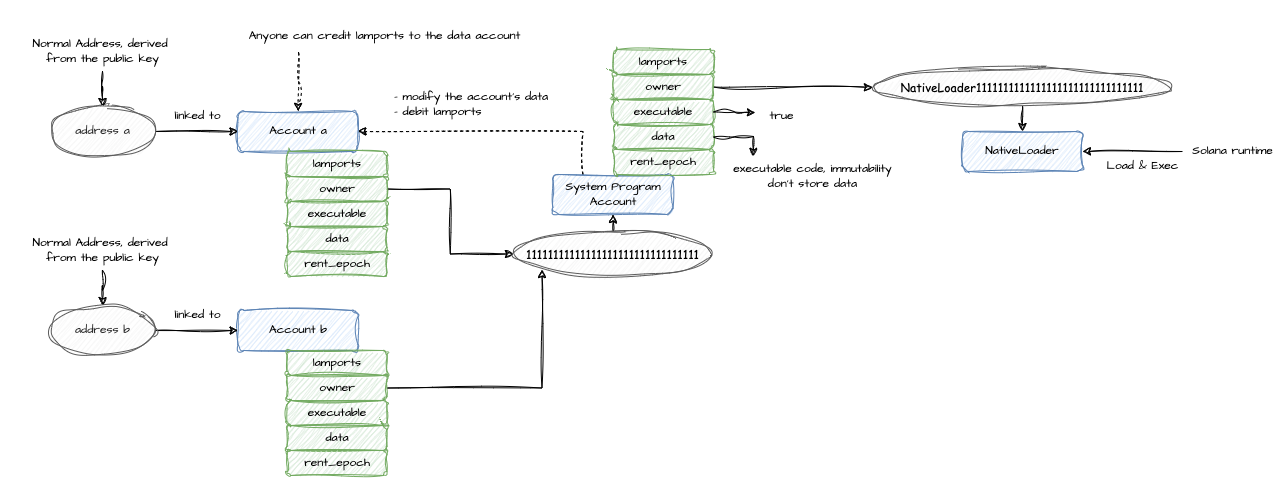 Normal Address, derived
from the public key
address a
linked to
Anyone can credit lamports to the data account
Account a
- modify the account's data
- debit lamports
lamports
owner
executable
data
rent_epoch
lamports
owner
executable
data
rent_epoch
true
executable code, immutability
don't store data
System Program
Account
11111111111111111111111111111111
NativeLoader1111111111111111111111111111111
NativeLoader
Solana runtime
Load & Exec
Normal Address, derived
from the public key
address b
linked to
Account b
lamports
owner
executable
data
rent_epoch